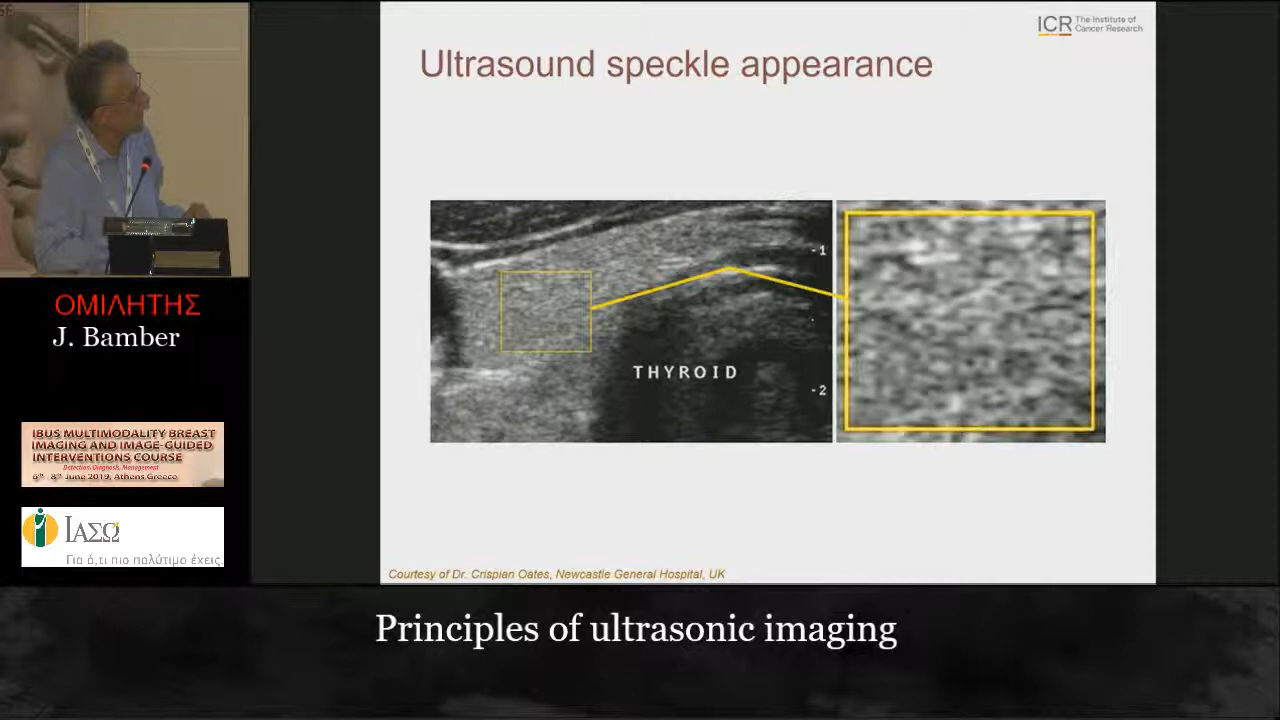 ICR The Institute of
Cancer Research
Ultrasound speckle appearance
-1
THYROID
-2
Courtesy of Dr. Crispian Oates, Newcastle General Hospital, UK
ΟΜΙΛΗΤΗΣ
J. Bamber
IBUS MULTIMODALITY BREAST
IMAGING AND IMAGE-GUIDED
INTERVENTIONS COURSE
Detection, Diagnosis, Management
6th - 8th June 2019, Athens Greece
ΙΑΣΩ
Για ό,τι πιο πολύτιμο έχεις.
Principles of ultrasonic imaging